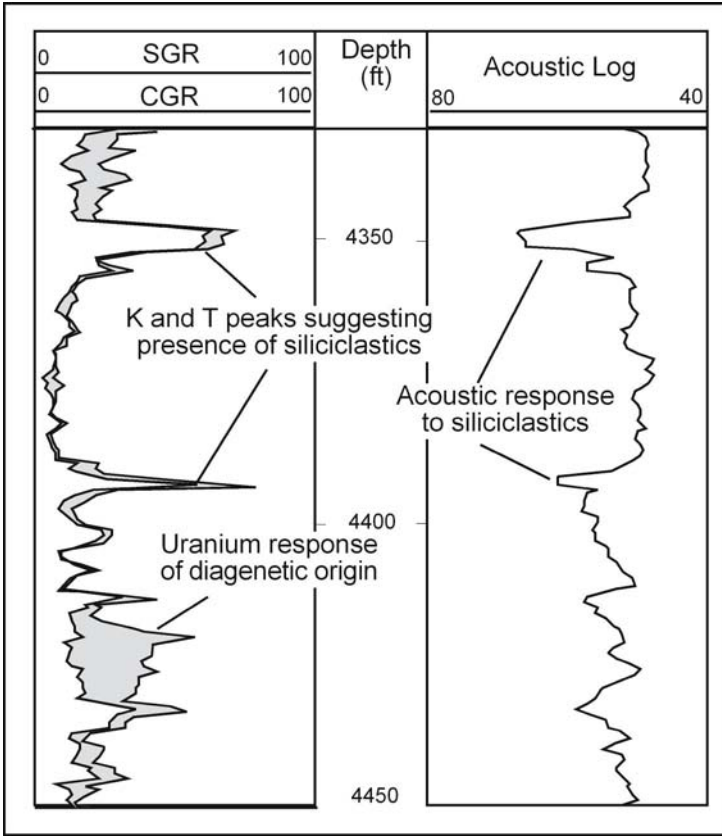 SGR
0 100
CGR
0 100
Depth
(ft)
Acoustic Log
80 40
4350
K and T peaks suggesting
presence of siliciclastics
Acoustic response
to siliciclastics
4400
Uranium response
of diagenetic origin
4450